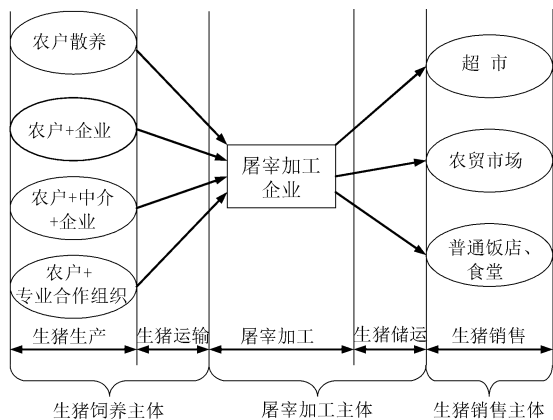 农户散养
农户+企业
农户+中介
+企业
农户+
专业合作组织
屠宰加工
企业
超 市
农贸市场
普通饭店、
食堂
生猪生产
生猪运输
屠宰加工
生猪储运
生猪销售
生猪饲养主体
屠宰加工主体
生猪销售主体